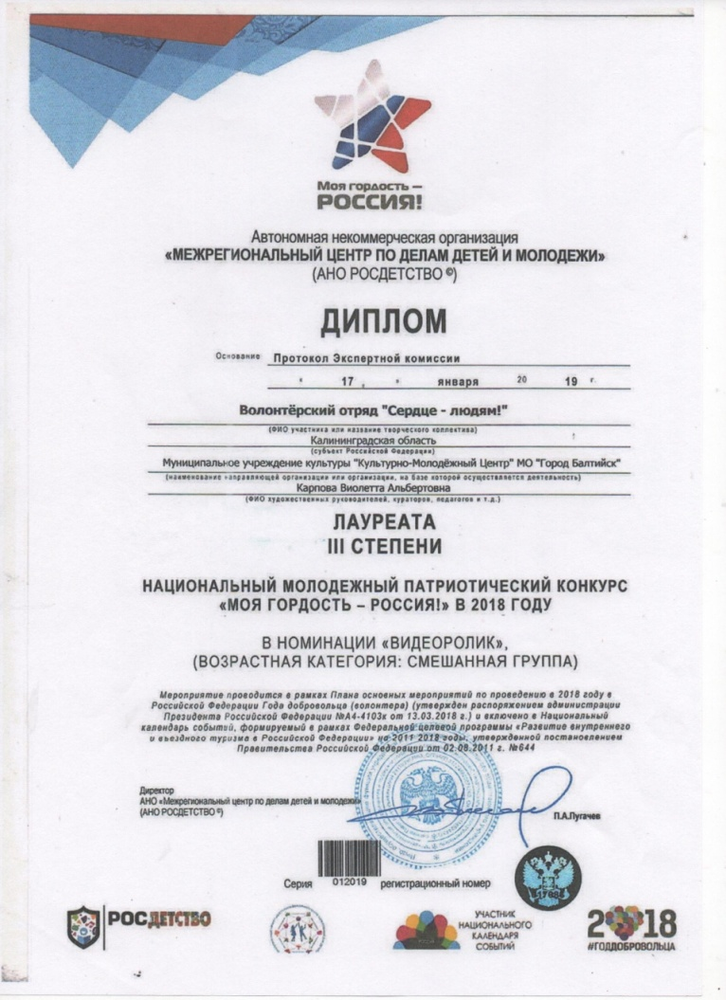 Моя гордость –
РОССИЯ!
Автономная некоммерческая организация
«МЕЖРЕГИОНАЛЬНЫЙ ЦЕНТР ПО ДЕЛАМ ДЕТЕЙ И МОЛОДЕЖИ»
(АНО РОСДЕТСТВО ©)
ДИПЛОМ
Основание Протокол Экспертной комиссии
« 17 » января 20 19 г.
Волонтёрский отряд "Сердце - людям!"
(ФИО участника или название творческого коллектива)
Калининградская область
(субъект Российской Федерации)
Муниципальное учреждение культуры "Культурно-Молодёжный Центр" МО "Город Балтийск"
(наименование направляющей организации или организации, на базе которой осуществляется деятельность)
Карпова Виолетта Альбертовна
(ФИО художественных руководителей, кураторов, педагогов и т.д.)
ЛАУРЕАТА
III СТЕПЕНИ
НАЦИОНАЛЬНЫЙ МОЛОДЕЖНЫЙ ПАТРИОТИЧЕСКИЙ КОНКУРС
«МОЯ ГОРДОСТЬ – РОССИЯ!» В 2018 ГОДУ
В НОМИНАЦИИ «ВИДЕОРОЛИК»,
(ВОЗРАСТНАЯ КАТЕГОРИЯ: СМЕШАННАЯ ГРУППА)
Мероприятие проводится в рамках Плана основных мероприятий по проведению в 2018 году в
Российской Федерации Года добровольца (волонтера) (утвержден распоряжением администрации
Президента Российской Федерации №А4-4103к от 13.03.2018 г.) и включено в Национальный
календарь событий, формируемый в рамках Федеральной целевой программы «Развитие внутреннего
и въездного туризма в Российской Федерации» на 2011 2018 годы, утвержденной постановлением
Правительства Российской Федерации от 02.08.2011 г. №644
Директор
АНО «Межрегиональный центр по делам детей и молодежи»
(АНО РОСДЕТСТВО ©)
П.А.Пугачев
Серия 012019 регистрационный номер
РОСДЕТСТВО
УЧАСТНИК
НАЦИОНАЛЬНОГО
КАЛЕНДАРЯ
СОБЫТИЙ
2018
#ГОДДОБРОВОЛЬЦА